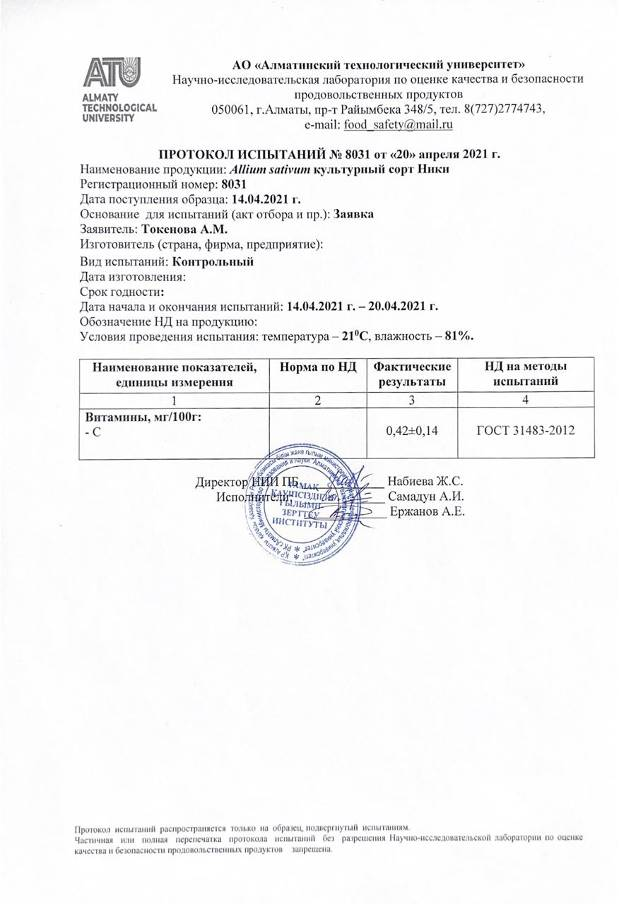 ATU
ALMATY
TECHNOLOGICAL
UNIVERSITY
АО «Алматинский технологический университет»
Научно-исследовательская лаборатория по оценке качества и безопасности
продовольственных продуктов
050061, г.Алматы, пр-т Райымбека 348/5, тел. 8(727)2774743,
e-mail: food_safety@mail.ru
ПРОТОКОЛ ИСПЫТАНИЙ № 8031 от «20» апреля 2021 г.
Наименование продукции: Allium sativum культурный сорт Ники
Регистрационный номер: 8031
Дата поступления образца: 14.04.2021 г.
Основание для испытаний (акт отбора и пр.): Заявка
Заявитель: Токенова А.М.
Изготовитель (страна, фирма, предприятие):
Вид испытаний: Контрольный
Дата изготовления:
Срок годности:
Дата начала и окончания испытаний: 14.04.2021 г. – 20.04.2021 г.
Обозначение НД на продукцию:
Условия проведения испытания: температура – 21⁰С, влажность – 81%.
Наименование показателей, единицы измерения Норма по НД Фактические результаты НД на методы испытаний
1 2 3 4
Витамины, мг/100г:
- С 0,42±0,14 ГОСТ 31483-2012
Директор НИИ ПБ Набиева Ж.С.
Исполнители: Самадун А.И.
Ержанов А.Е.
ТАМАҚ
ҚАУІПСІЗДІГІ
ҒЫЛЫМИ-
ЗЕРТТЕУ
ИНСТИТУТЫ
Протокол испытаний распространяется только на образец, подвергнутый испытаниям.
Частичная или полная перепечатка протокола испытаний без разрешения Научно-исследовательской лаборатории по оценке
качества и безопасности продовольственных продуктов запрещена.